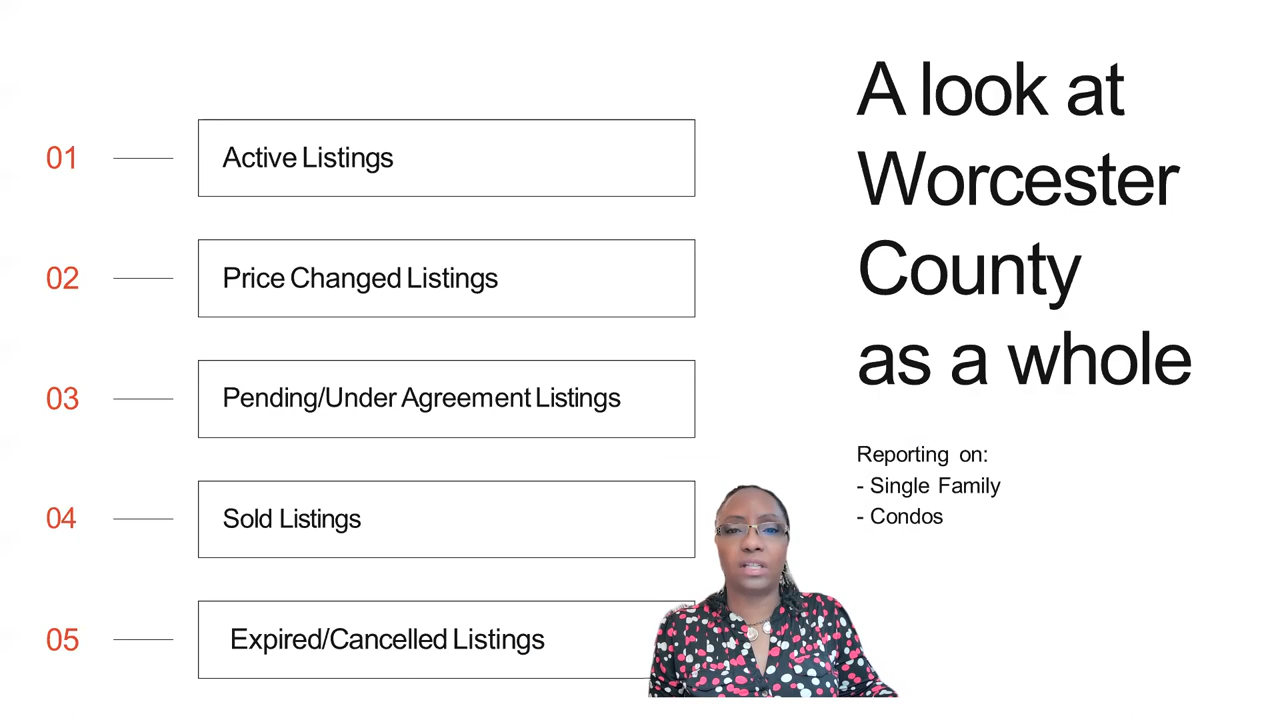 01
Active Listings
02
Price Changed Listings
03
Pending/Under Agreement Listings
04
Sold Listings
05
Expired/Cancelled Listings
A look at
Worcester
County
as a whole
Reporting on:
- Single Family
- Condos